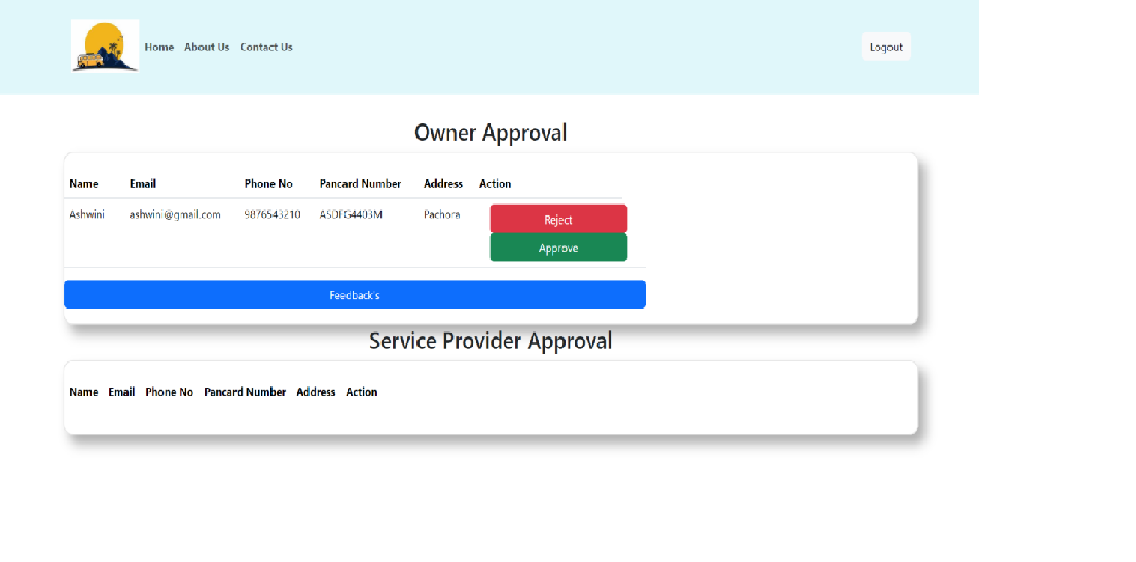 Home About Us Contact Us Logout
Owner Approval
Name Email Phone No Pancard Number Address Action
Ashwini ashwini@gmail.com 9876543210 ASDFG4403M Pachora
Reject
Approve
Feedback's
Service Provider Approval
Name Email Phone No Pancard Number Address Action